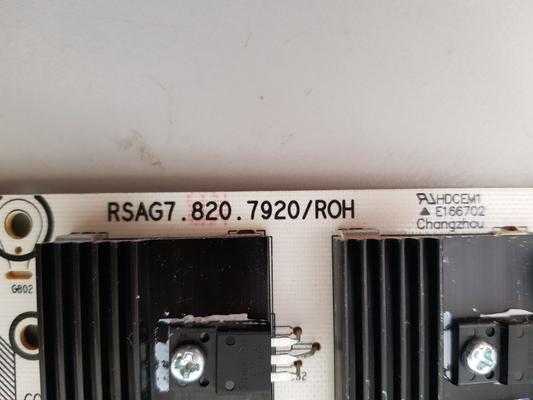 RSAG7.820.7920/ROH
HDCEM1
E166702
Changzhou
G802